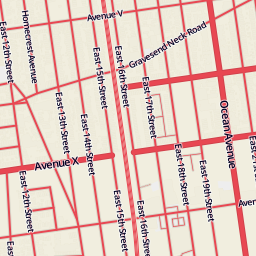 Avenue V
East 12th Street
Homecrest Avenue
East 15th Street
East 16th Street
Gravesend Neck Road
East 17th Street
Ocean Avenue
East 13th Street
East 14th Street
Avenue X
East 12th Street
East 18th Street
East 19th Street
East 15th Street
East 16th Street